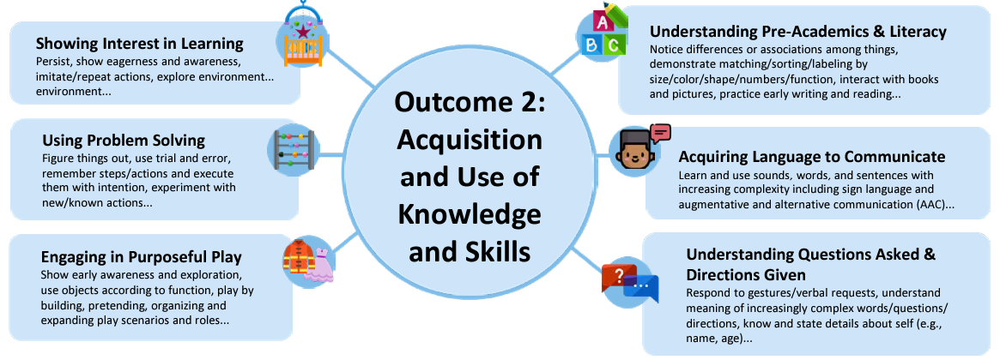 Showing Interest in Learning
Persist, show eagerness and awareness,
imitate/repeat actions, explore environment...
environment...
Using Problem Solving
Figure things out, use trial and error,
remember steps/actions and execute
them with intention, experiment with
new/known actions...
Engaging in Purposeful Play
Show early awareness and exploration,
use objects according to function, play by
building, pretending, organizing and
expanding play scenarios and roles...
Outcome 2:
Acquisition
and Use of
Knowledge
and Skills
A
B C
Understanding Pre-Academics & Literacy
Notice differences or associations among things,
demonstrate matching/sorting/labeling by
size/color/shape/numbers/function, interact with books
and pictures, practice early writing and reading...
Acquiring Language to Communicate
Learn and use sounds, words, and sentences with
increasing complexity including sign language and
augmentative and alternative communication (AAC)...
?
...
Understanding Questions Asked &
Directions Given
Respond to gestures/verbal requests, understand
meaning of increasingly complex words/questions/
directions, know and state details about self (e.g.,
name, age)...